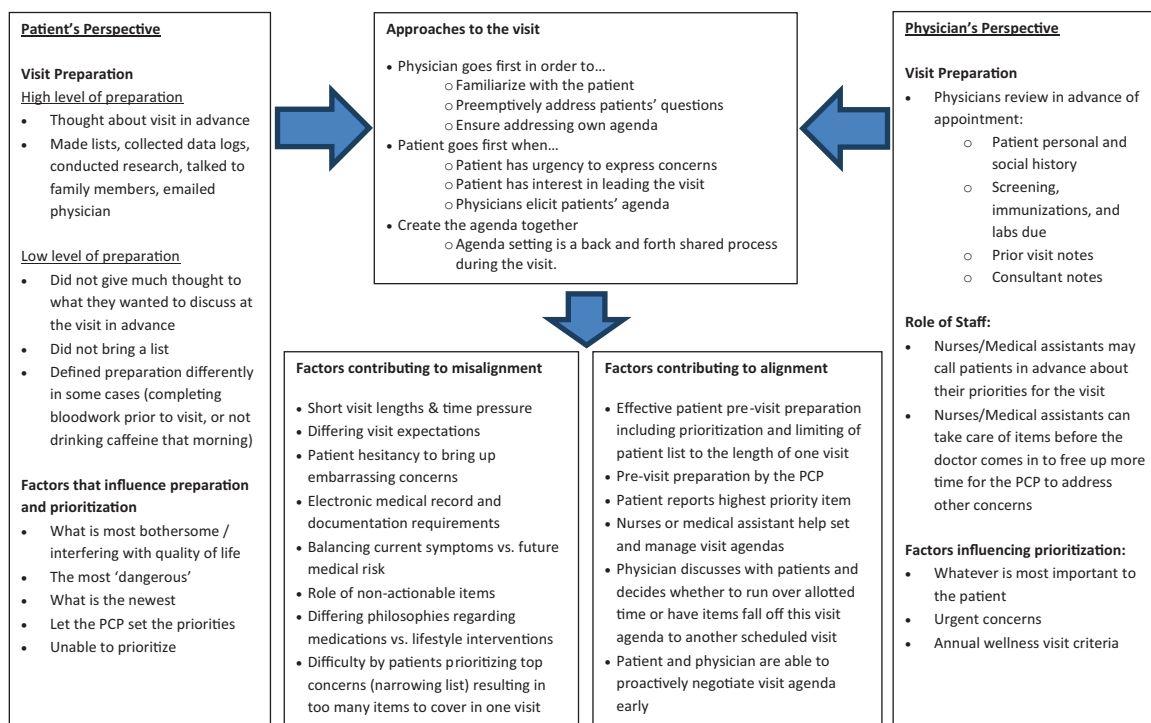 Patient's Perspective
Visit Preparation
High level of preparation
• Thought about visit in advance
• Made lists, collected data logs,
conducted research, talked to
family members, emailed
physician
Low level of preparation
• Did not give much thought to
what they wanted to discuss at
the visit in advance
• Did not bring a list
• Defined preparation differently
in some cases (completing
bloodwork prior to visit, or not
drinking caffeine that morning)
Factors that influence preparation
and prioritization
• What is most bothersome /
interfering with quality of life
• The most 'dangerous'
• What is the newest
• Let the PCP set the priorities
• Unable to prioritize
Approaches to the visit
• Physician goes first in order to…
o Familiarize with the patient
o Preemptively address patients' questions
o Ensure addressing own agenda
• Patient goes first when…
o Patient has urgency to express concerns
o Patient has interest in leading the visit
o Physicians elicit patients' agenda
• Create the agenda together
o Agenda setting is a back and forth shared process
during the visit.
Factors contributing to misalignment
• Short visit lengths & time pressure
• Differing visit expectations
• Patient hesitancy to bring up
embarrassing concerns
• Electronic medical record and
documentation requirements
• Balancing current symptoms vs. future
medical risk
• Role of non-actionable items
• Differing philosophies regarding
medications vs. lifestyle interventions
• Difficulty by patients prioritizing top
concerns (narrowing list) resulting in
too many items to cover in one visit
Factors contributing to alignment
• Effective patient pre-visit preparation
including prioritization and limiting of
patient list to the length of one visit
• Pre-visit preparation by the PCP
• Patient reports highest priority item
• Nurses or medical assistant help set
and manage visit agendas
• Physician discusses with patients and
decides whether to run over allotted
time or have items fall off this visit
agenda to another scheduled visit
• Patient and physician are able to
proactively negotiate visit agenda
early
Physician's Perspective
Visit Preparation
• Physicians review in advance of
appointment:
o Patient personal and
social history
o Screening,
immunizations, and
labs due
o Prior visit notes
o Consultant notes
Role of Staff:
• Nurses/Medical assistants may
call patients in advance about
their priorities for the visit
• Nurses/Medical assistants can
take care of items before the
doctor comes in to free up more
time for the PCP to address
other concerns
Factors influencing prioritization:
• Whatever is most important to
the patient
• Urgent concerns
• Annual wellness visit criteria